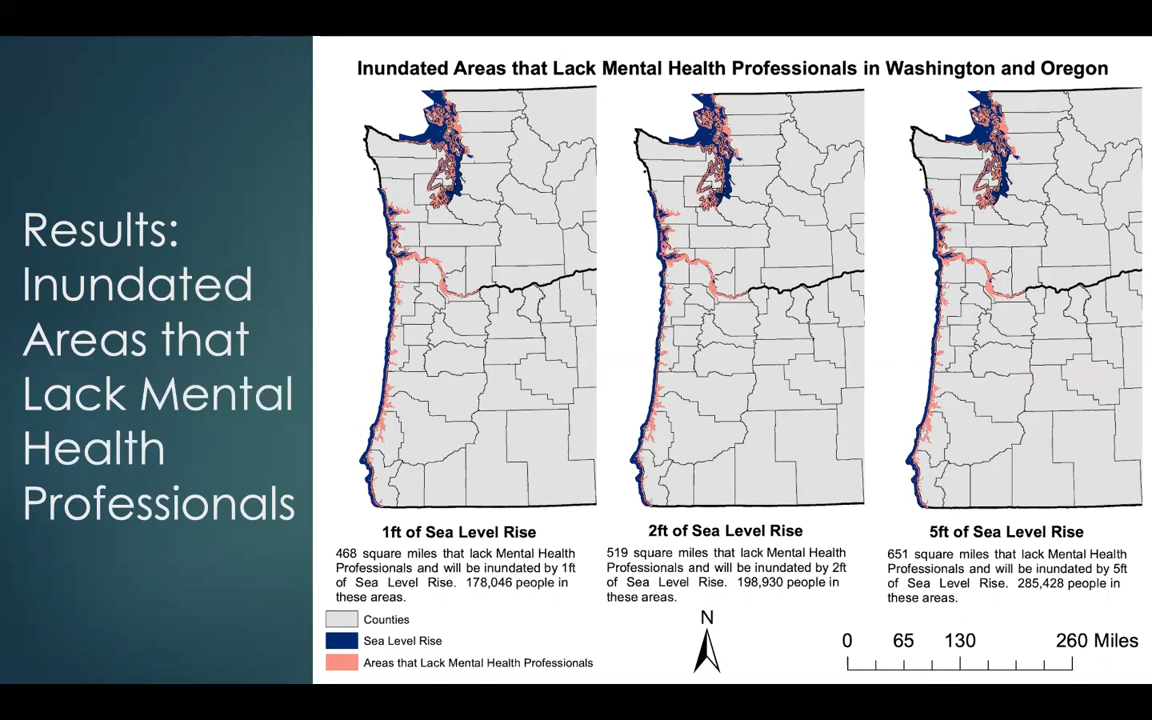 Results:
Inundated
Areas that
Lack Mental
Health
Professionals
Inundated Areas that Lack Mental Health Professionals in Washington and Oregon
1ft of Sea Level Rise
468 square miles that lack Mental Health
Professionals and will be inundated by 1ft
of Sea Level Rise. 178,046 people in
these areas.
2ft of Sea Level Rise
519 square miles that lack Mental Health
Professionals and will be inundated by 2ft
of Sea Level Rise. 198,930 people in
these areas.
5ft of Sea Level Rise
651 square miles that lack Mental Health
Professionals and will be inundated by 5ft
of Sea Level Rise. 285,428 people in
these areas.
Counties
Sea Level Rise
Areas that Lack Mental Health Professionals
N
0 65 130 260 Miles